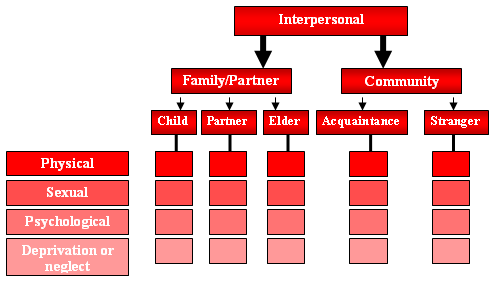 Interpersonal
Family/Partner
Community
Child
Partner
Elder
Acquaintance
Stranger
Physical
Sexual
Psychological
Deprivation or
neglect